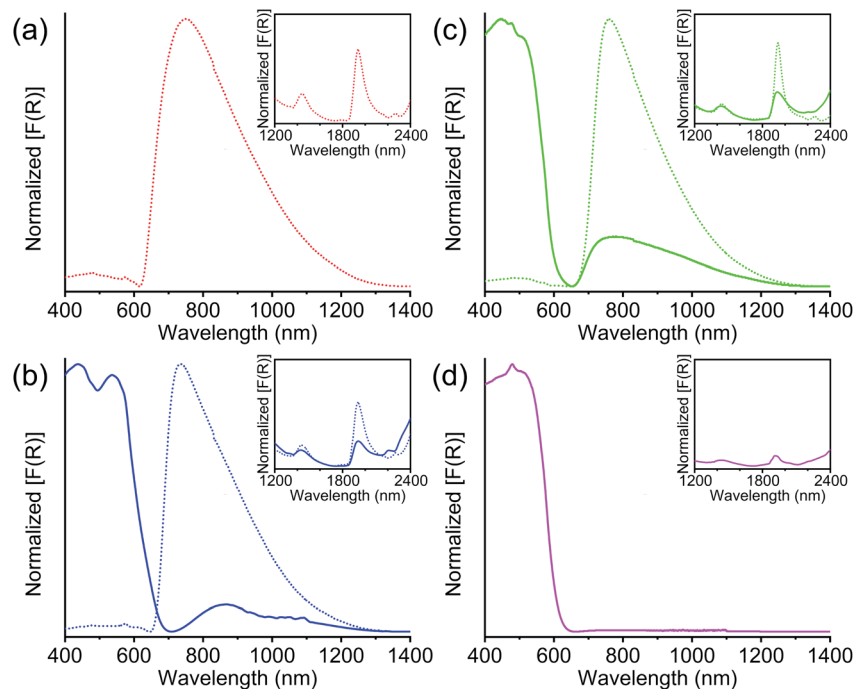 (a)
Normalized [F(R)]
400 600 800 1000 1200 1400
Wavelength (nm)
Normalized [F(R)]
1200 1800 2400
Wavelength (nm)
(c)
Normalized [F(R)]
400 600 800 1000 1200 1400
Wavelength (nm)
Normalized [F(R)]
1200 1800 2400
Wavelength (nm)
(b)
Normalized [F(R)]
400 600 800 1000 1200 1400
Wavelength (nm)
Normalized [F(R)]
1200 1800 2400
Wavelength (nm)
(d)
Normalized [F(R)]
400 600 800 1000 1200 1400
Wavelength (nm)
Normalized [F(R)]
1200 1800 2400
Wavelength (nm)